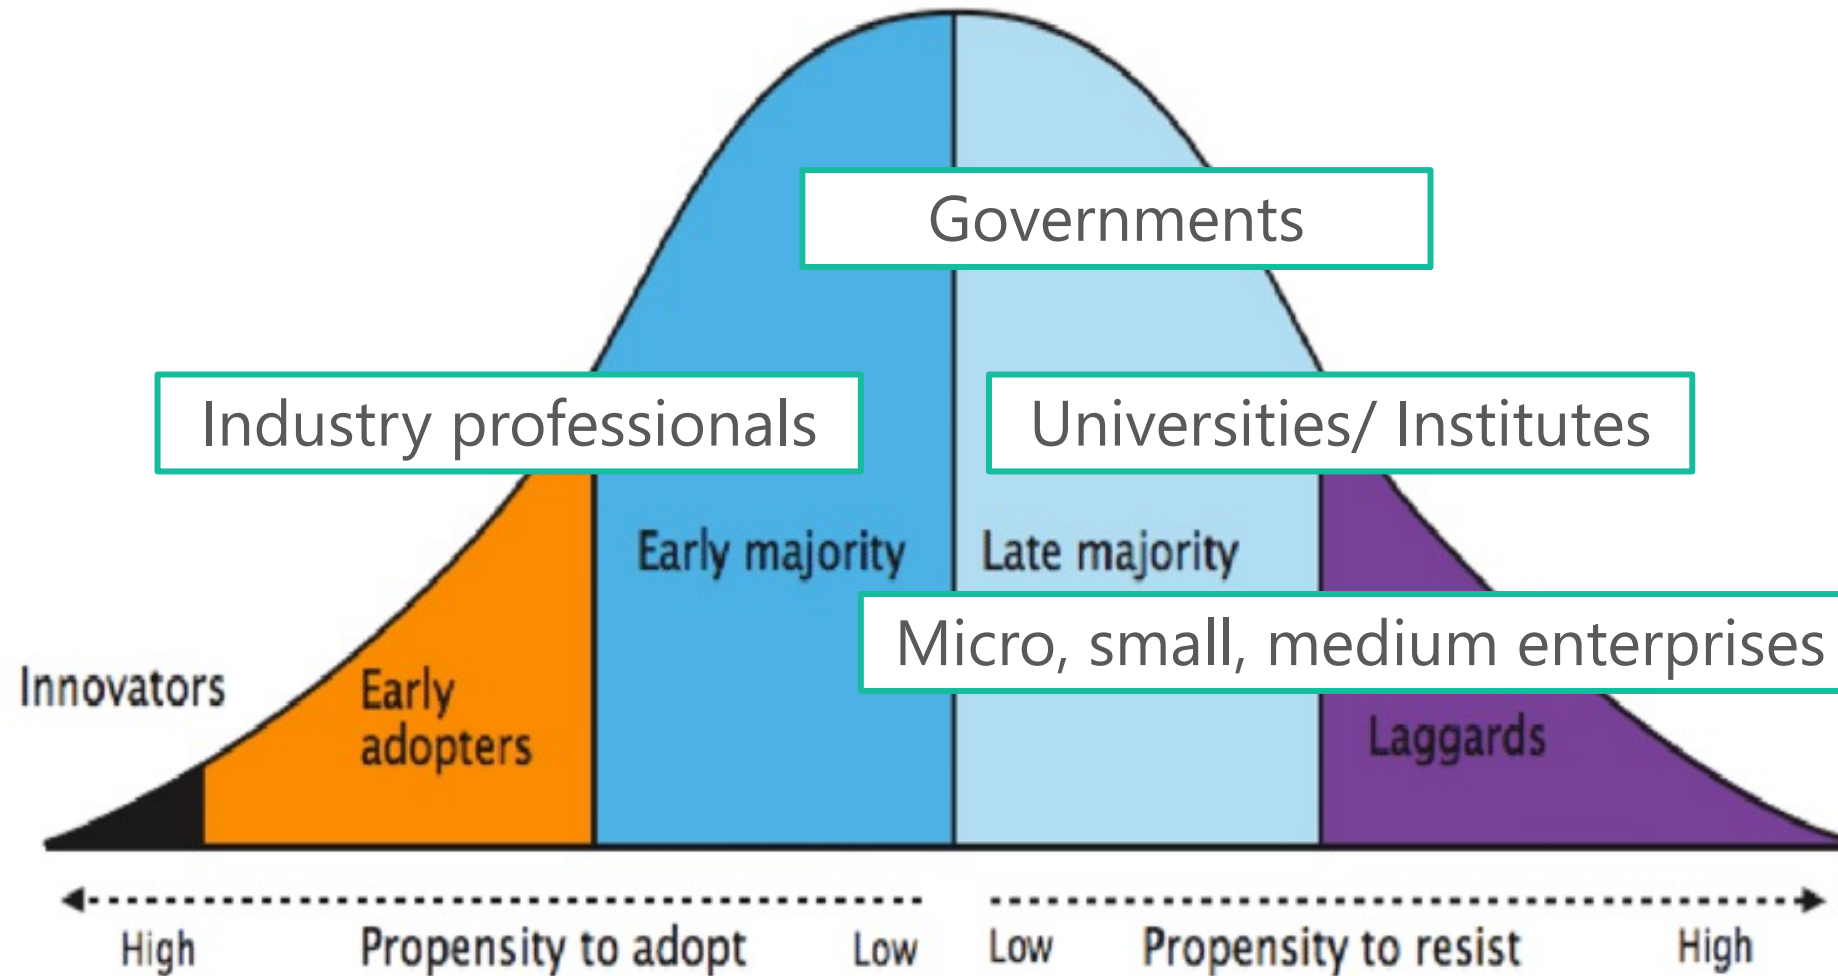 Governments
Industry professionals
Universities/ Institutes
Early majority
Late majority
Micro, small, medium enterprises
Innovators
Early
adopters
Laggards
High
Propensity to adopt
Low
Low
Propensity to resist
High